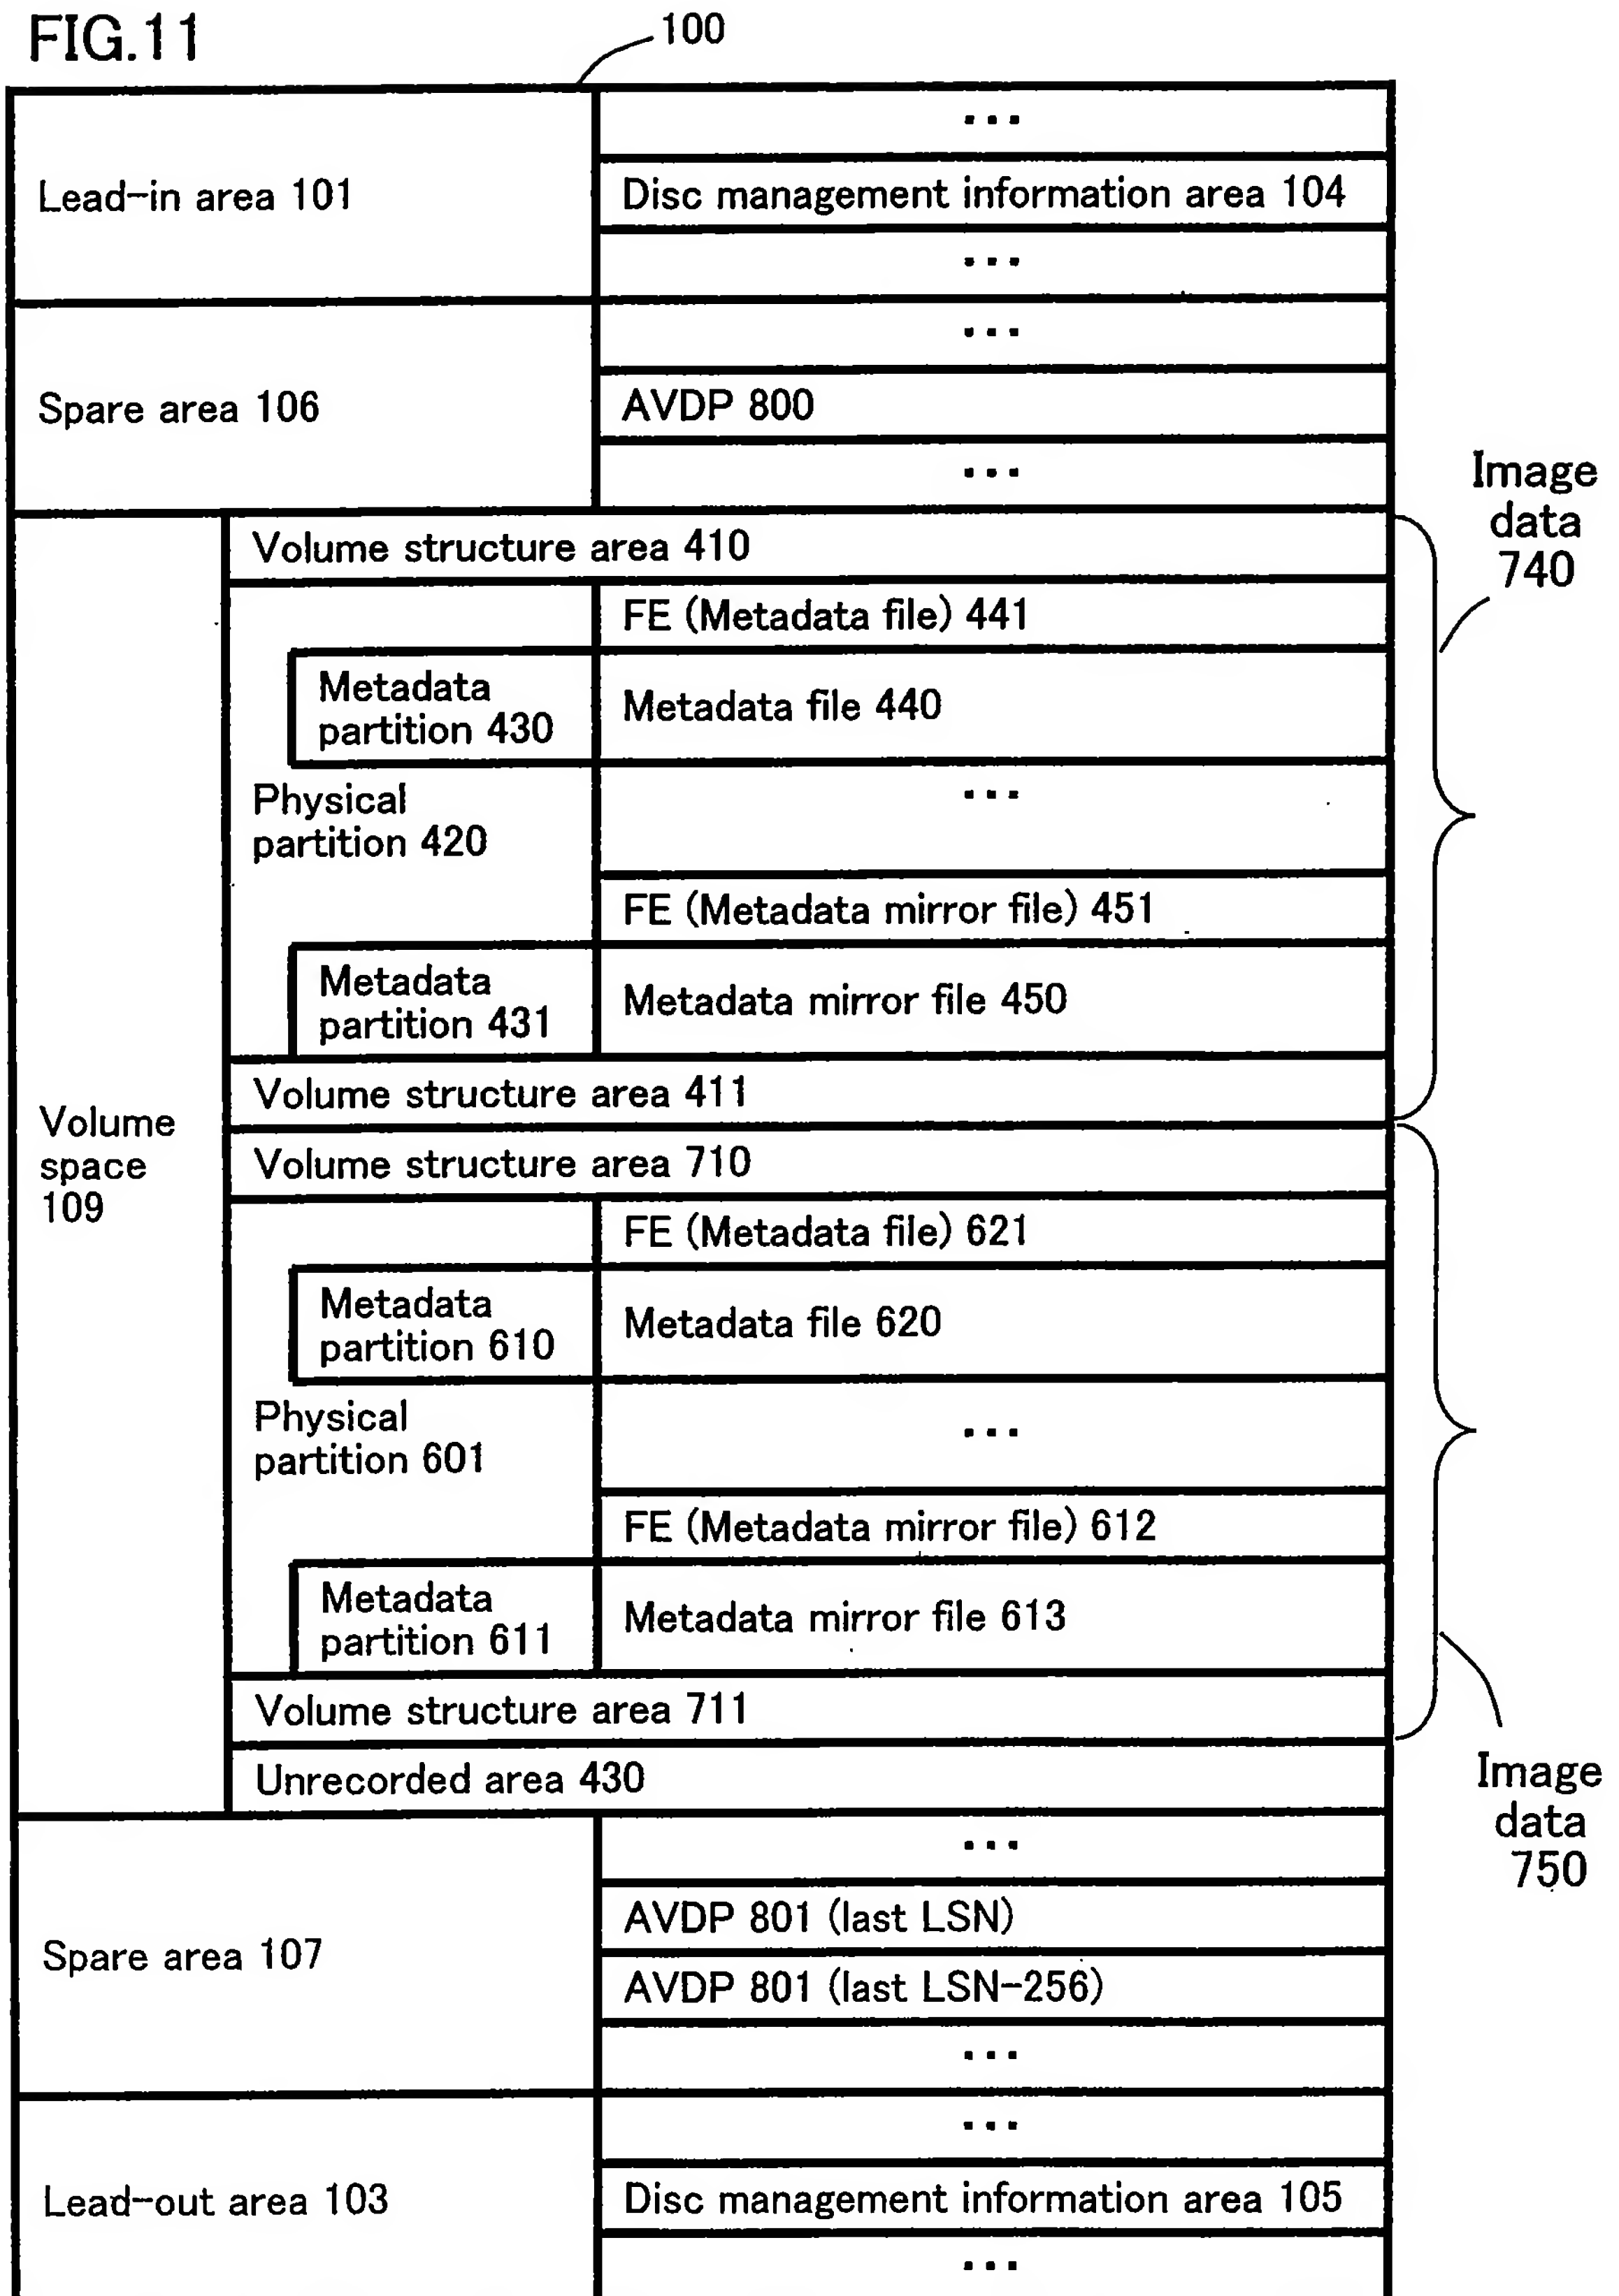 FIG.11
100
...
Lead-in area 101
Disc management information area 104
...
...
Spare area 106
AVDP 800
...
Image
data
740
Volume structure area 410
FE (Metadata file) 441
Metadata
partition 430
Metadata file 440
Physical
partition 420
...
FE (Metadata mirror file) 451
Metadata
partition 431
Metadata mirror file 450
Volume structure area 411
Volume
space
109
Volume structure area 710
FE (Metadata file) 621
Metadata
partition 610
Metadata file 620
Physical
partition 601
...
FE (Metadata mirror file) 612
Metadata
partition 611
Metadata mirror file 613
Volume structure area 711
Unrecorded area 430
Image
data
750
...
Spare area 107
AVDP 801 (last LSN)
AVDP 801 (last LSN-256)
...
...
Lead-out area 103
Disc management information area 105
...